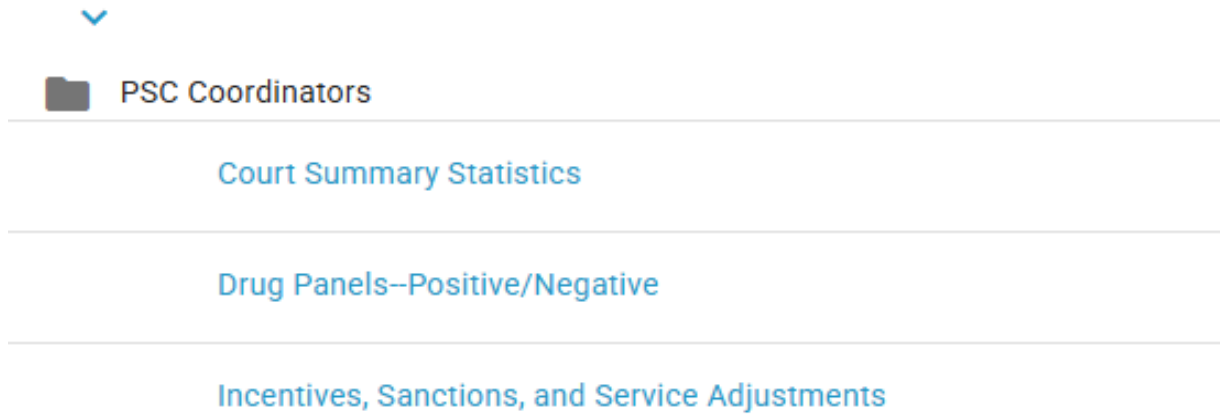 PSC Coordinators
Court Summary Statistics
Drug Panels--Positive/Negative
Incentives, Sanctions, and Service Adjustments